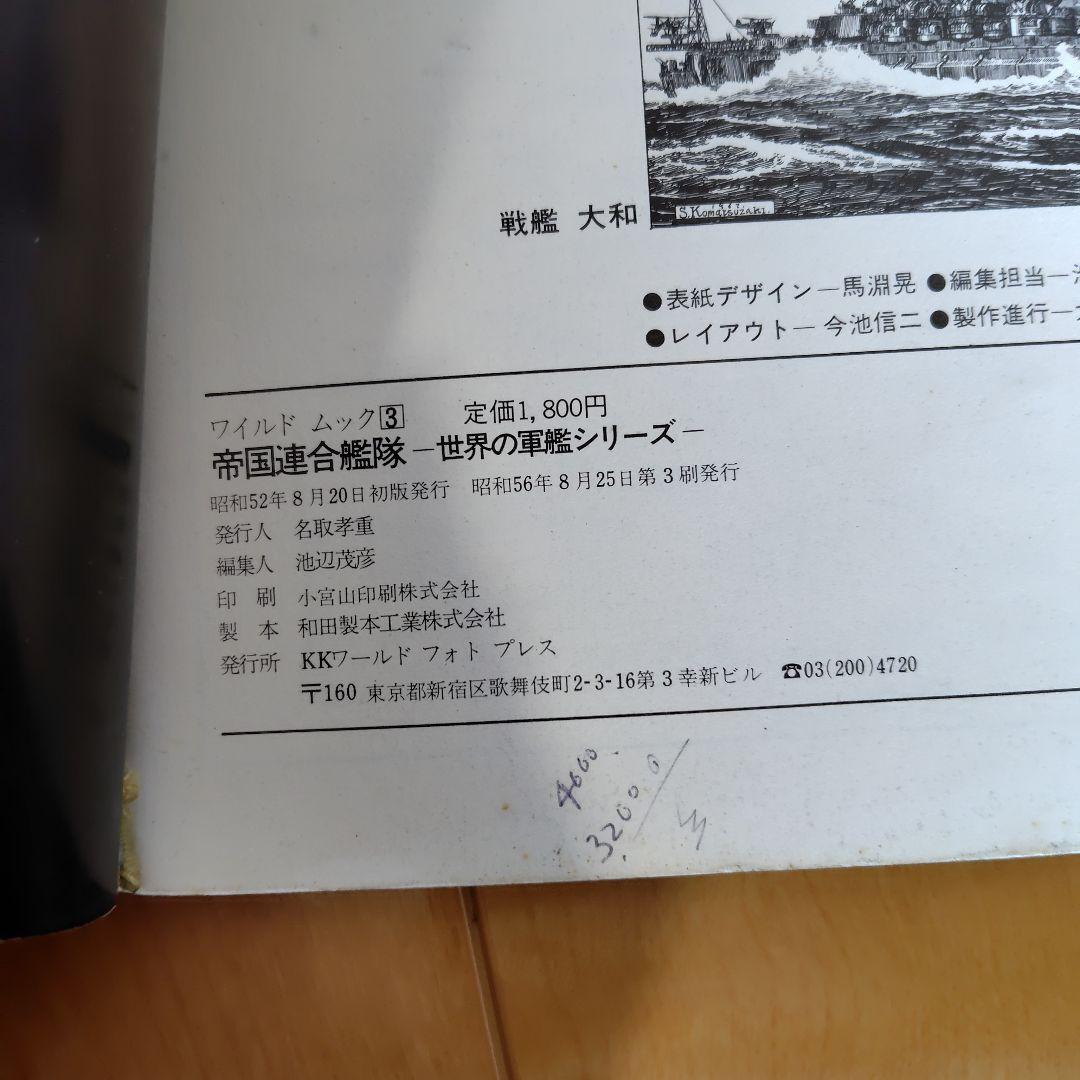 S.Komatsuzaki.
戦艦 大和
●表紙デザイン―馬淵晃 ●編集担当―
●レイアウト―今池信二 ●製作進行―
ワイルド ムック3 定価1,800円
帝国連合艦隊―世界の軍艦シリーズ―
昭和52年8月20日初版発行 昭和56年8月25日第3刷発行
発行人 名取孝重
編集人 池辺茂彦
印 刷 小宮山印刷株式会社
製 本 和田製本工業株式会社
発行所 KKワールド フォト プレス
〒160 東京都新宿区歌舞伎町2-3-16第3幸新ビル ☎03(200)4720
4000.
3200.0